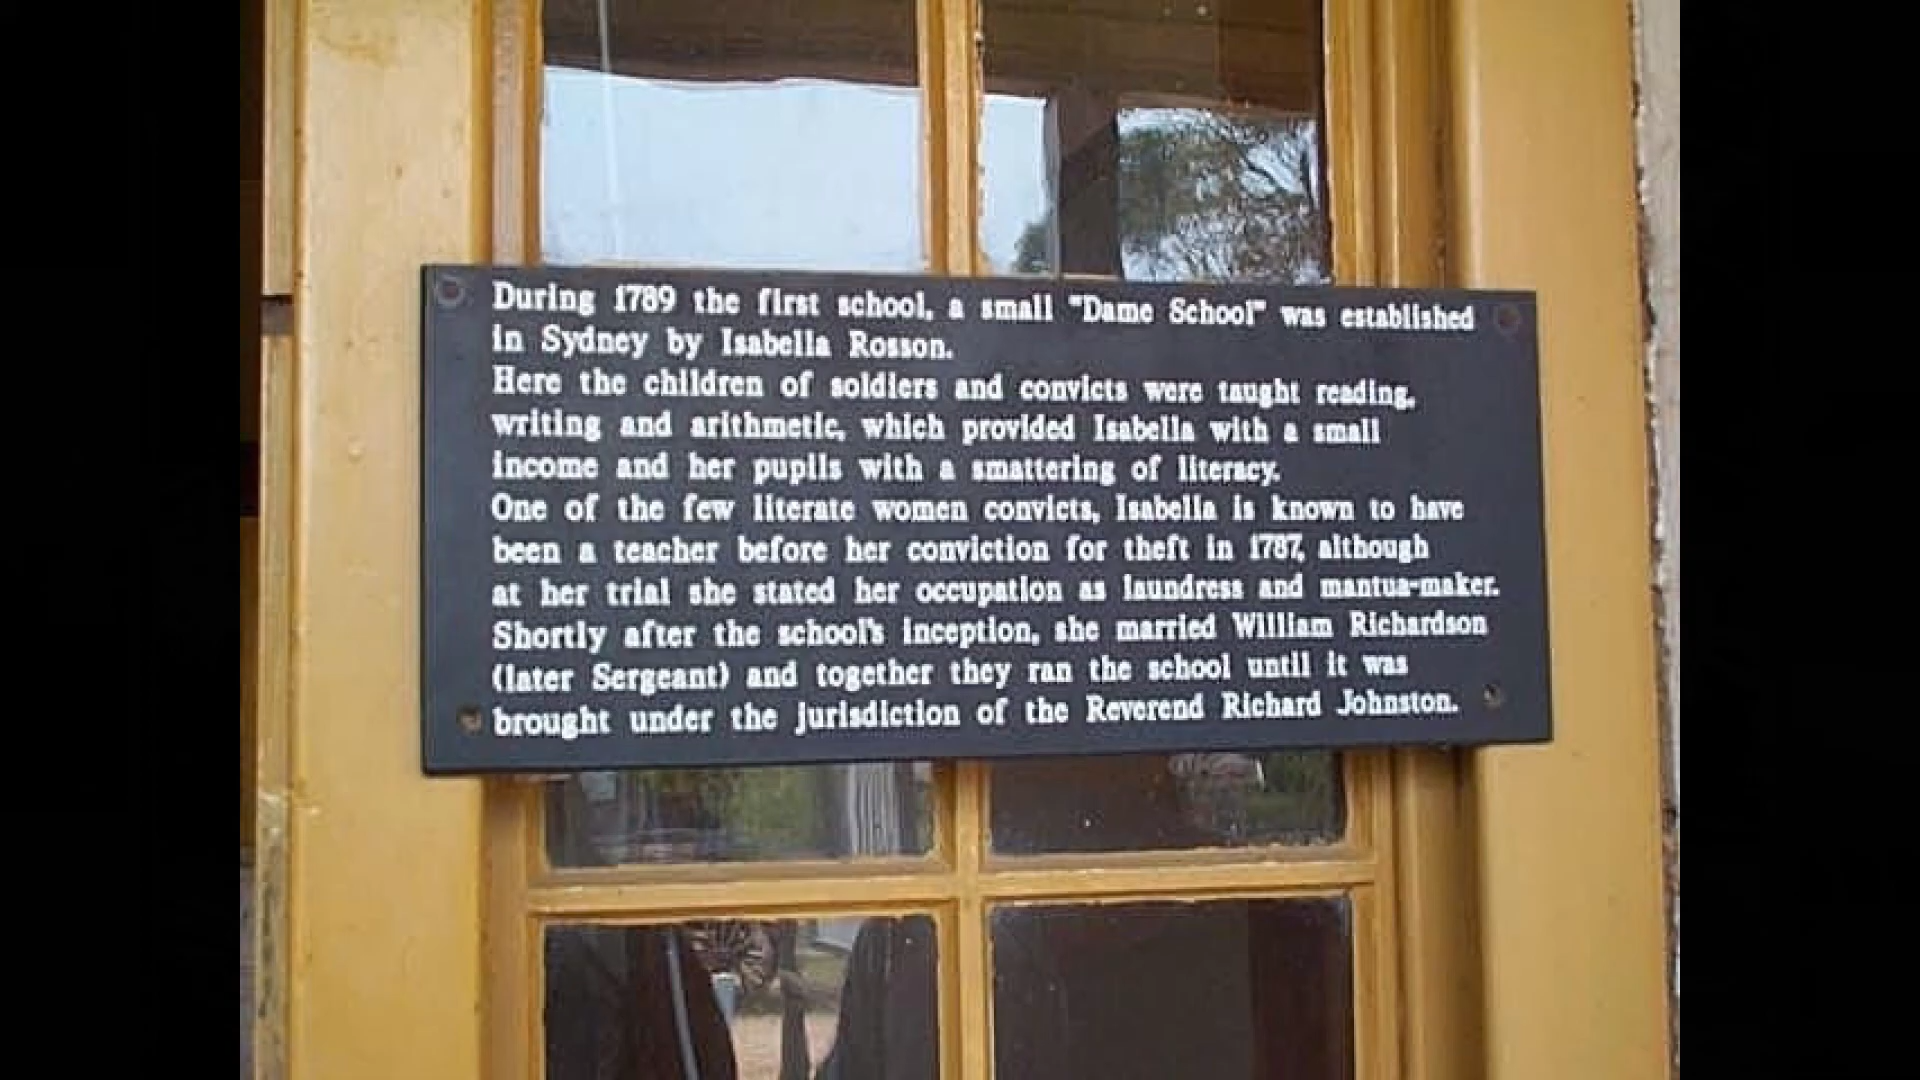 During 1789 the first school, a small "Dame School" was established
in Sydney by Isabella Rosson.
Here the children of soldiers and convicts were taught reading,
writing and arithmetic, which provided Isabella with a small
income and her pupils with a smattering of literacy.
One of the few literate women convicts, Isabella is known to have
been a teacher before her conviction for theft in 1787, although
at her trial she stated her occupation as laundress and mantua-maker.
Shortly after the school's inception, she married William Richardson
(later Sergeant) and together they ran the school until it was
brought under the jurisdiction of the Reverend Richard Johnston.